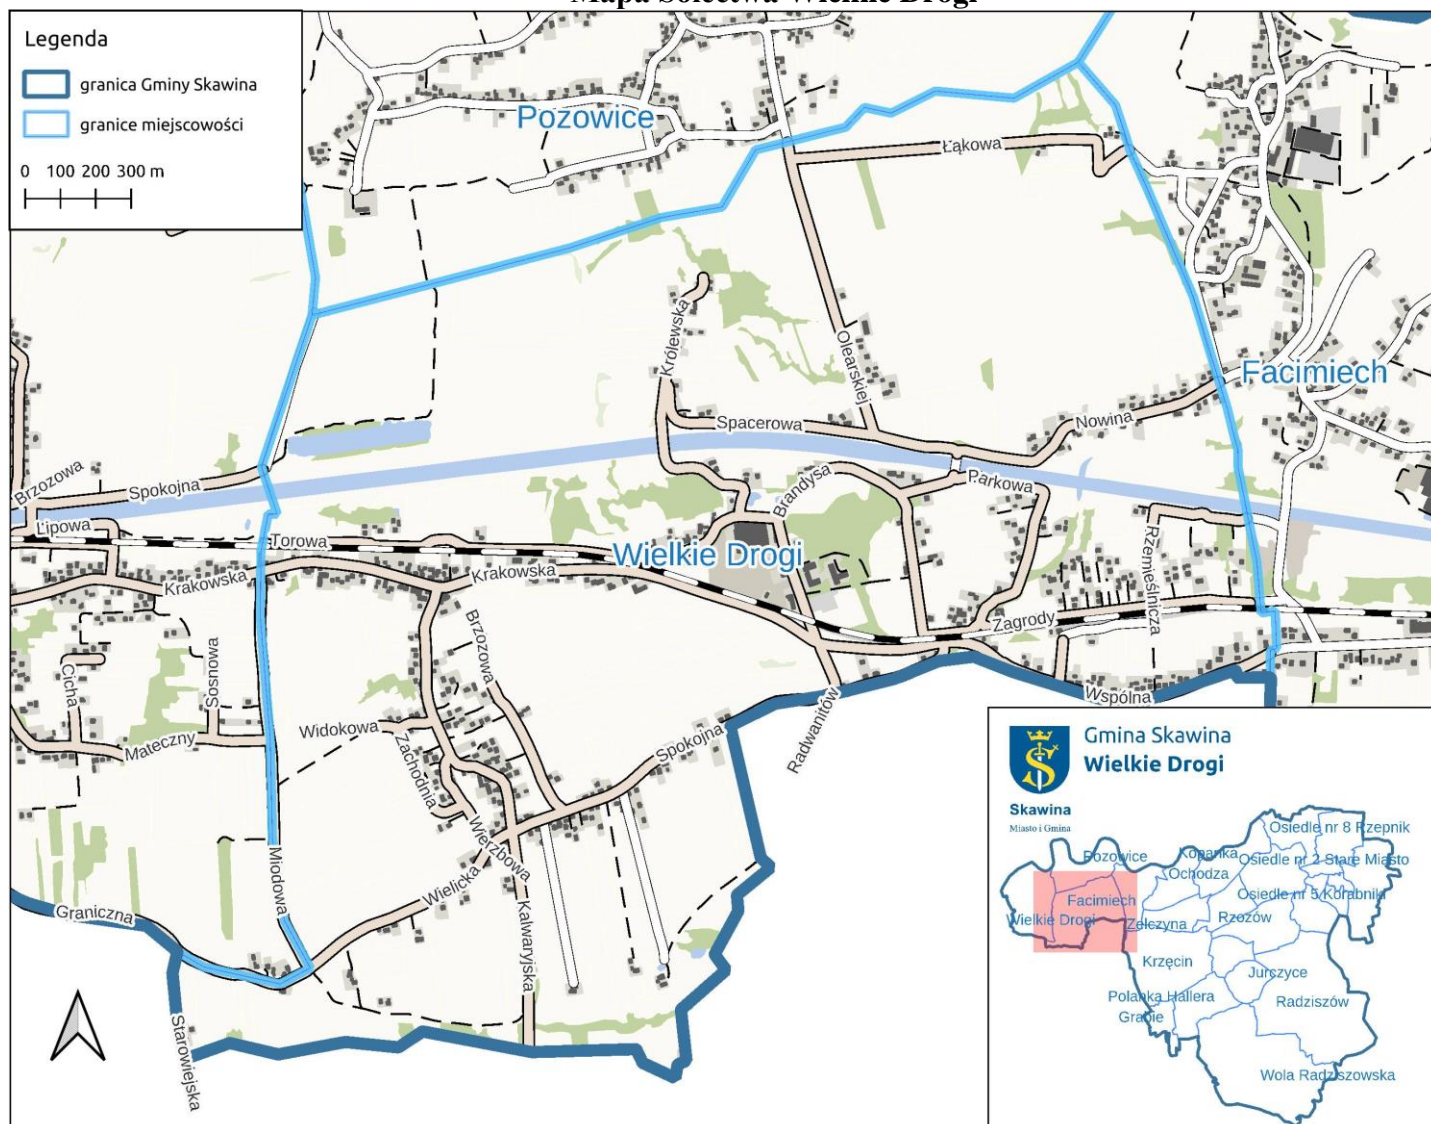 Mapa Sołectwa Wielkie Drogi
Legenda
granica Gminy Skawina
granice miejscowości
0 100 200 300 m
Pozowice
Łąkowa
Królewska
Olearskiej
Facimiech
Spacerowa
Nowina
Brzozowa
Spokojna
Brandysa
Parkowa
Lipowa
Torowa
Wielkie Drogi
Rzemieślnicza
Krakowska
Krakowska
Zagrody
Brzozowa
Cicha
Sosnowa
Wspólna
Radwanitów
Widokowa
Mateczny
Zachodnia
Spokojna
Wierzbowa
Miodowa
Wielicka
Graniczna
Kalwaryjska
Starowiejska
Gmina Skawina
Wielkie Drogi
Skawina
Miasto i Gmina
Osiedle nr 8 Rzepnik
Pozowice
Kopanka
Osiedle nr 2 Stare Miasto
Ochodza
Facimiech
Osiedle nr 5 Korabniki
Wielkie Drogi
Zelczyna
Rzozów
Krzęcin
Jurczyce
Polanka Hallera
Radziszów
Grabie
Wola Radziszowska